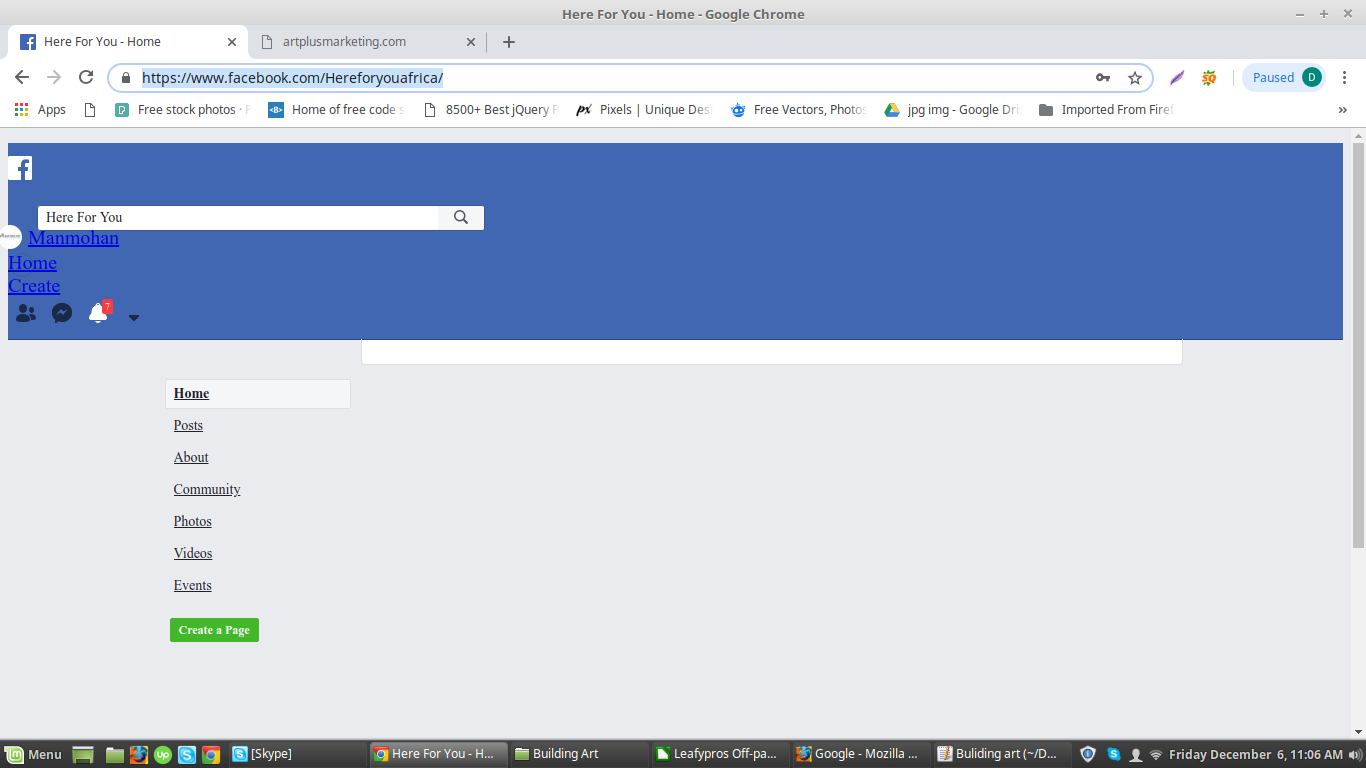 Here For You - Home - Google Chrome
Here For You - Home
artplusmarketing.com
https://www.facebook.com/Hereforyouafrica/
Paused D
Apps
Free stock photos ·
Home of free code s
8500+ Best jQuery P
px Pixels | Unique Desi
Free Vectors, Photos
jpg img - Google Dri
Imported From Firef
»
Here For You
Manmohan
Home
Create
7
Home
Posts
About
Community
Photos
Videos
Events
Create a Page
Menu
[Skype]
Here For You - H...
Building Art
Leafypros Off-pa...
Google - Mozilla ...
Buliding art (~/D...
Friday December 6, 11:06 AM